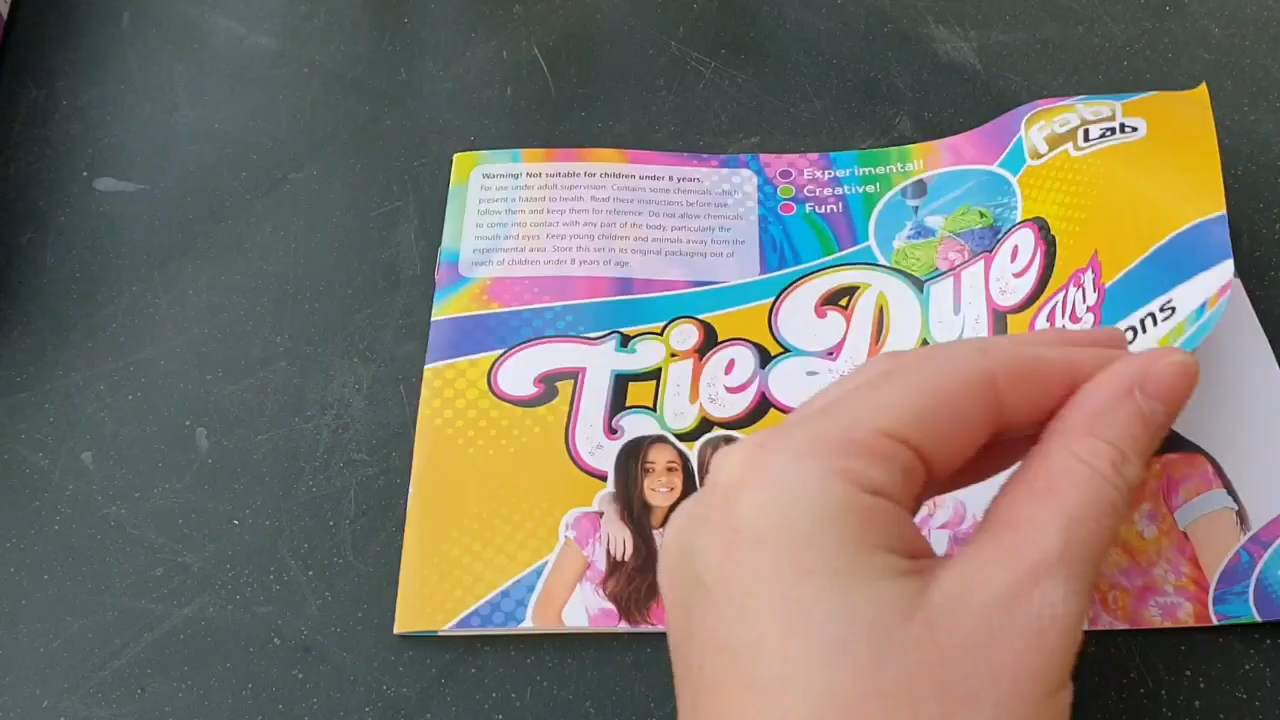 Warning! Not suitable for children under 8 years.
For use under adult supervision. Contains some chemicals which
present a hazard to health. Read these instructions before use,
follow them and keep them for reference. Do not allow chemicals
to come into contact with any part of the body, particularly the
mouth and eyes. Keep young children and animals away from the
experimental area. Store this set in its original packaging out of
reach of children under 8 years of age.
Experimental!
Creative!
Fun!
Fab
Lab
Tie Dye
Kit
ons